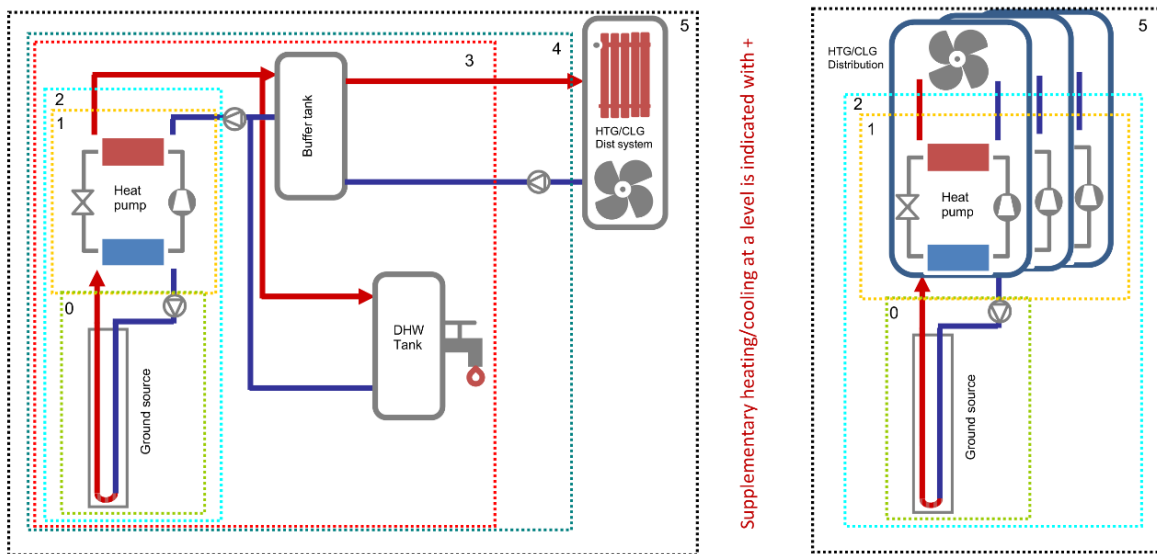 5
4
3
2
1
Buffer tank
HTG/CLG
Dist system
Heat
pump
0
Ground source
DHW
Tank
Supplementary heating/cooling at a level is indicated with +
5
HTG/CLG
Distribution
2
1
Heat
pump
0
Ground source